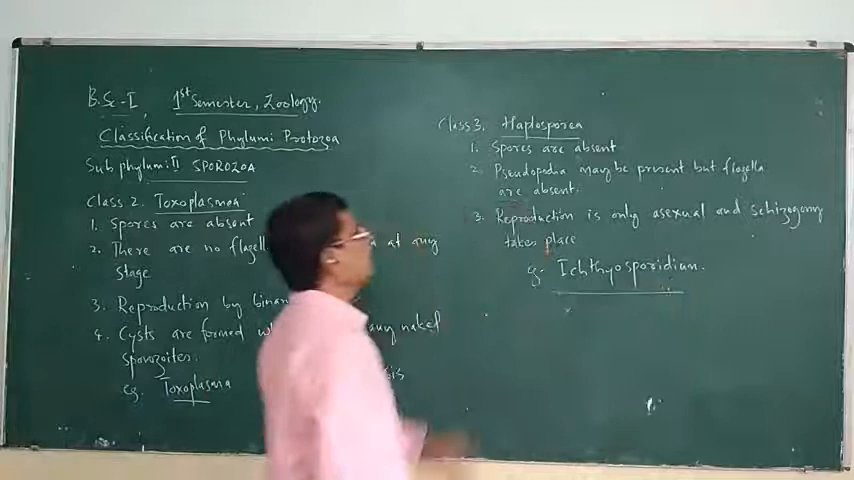 B.Sc-I, 1st Semester, Zoology.
Classification of Phylum: Protozoa
Sub phylum: II SPOROZOA
Class 2. Toxoplasmea
1. Spores are absent
2. There are no at any
stage
3. Reproduction by
4. Cysts are formed many naked
sporozoites.
eg. Toxoplasma
Class 3. Haplosporea
1. Spores are absent
2. Pseudopodia may be present but flagella
are absent.
3. Reproduction is only asexual and schizogony
takes place
eg. Ichthyosporidium.